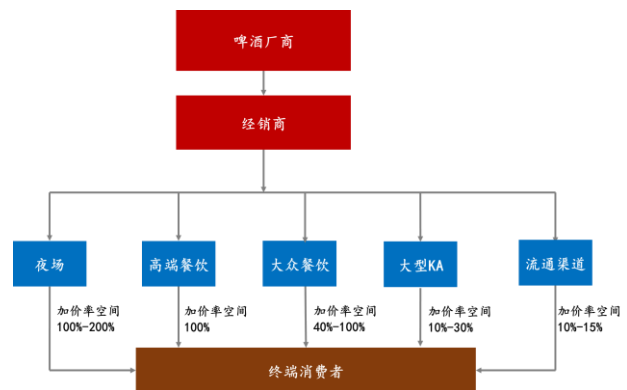 啤酒厂商
经销商
夜场
高端餐饮
大众餐饮
大型KA
流通渠道
加价率空间
100%-200%
加价率空间
100%
加价率空间
40%-100%
加价率空间
10%-30%
加价率空间
10%-15%
终端消费者